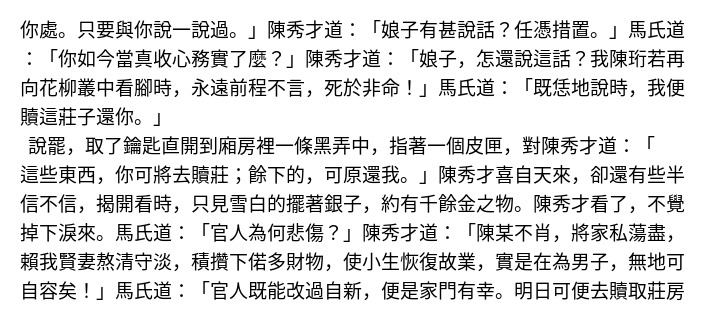 你處。只要與你說一說過。」陳秀才道：「娘子有甚說話？任憑措置。」馬氏道
：「你如今當真收心務實了麼？」陳秀才道：「娘子，怎還說這話？我陳珩若再
向花柳叢中看腳時，永遠前程不言，死於非命！」馬氏道：「既恁地說時，我便
贖這莊子還你。」
說罷，取了鑰匙直開到廂房裡一條黑弄中，指著一個皮匣，對陳秀才道：「
這些東西，你可將去贖莊；餘下的，可原還我。」陳秀才喜自天來，卻還有些半
信不信，揭開看時，只見雪白的擺著銀子，約有千餘金之物。陳秀才看了，不覺
掉下淚來。馬氏道：「官人為何悲傷？」陳秀才道：「陳某不肖，將家私蕩盡，
賴我賢妻熬清守淡，積攢下偌多財物，使小生恢復故業，實是在為男子，無地可
自容矣！」馬氏道：「官人既能改過自新，便是家門有幸。明日可便去贖取莊房